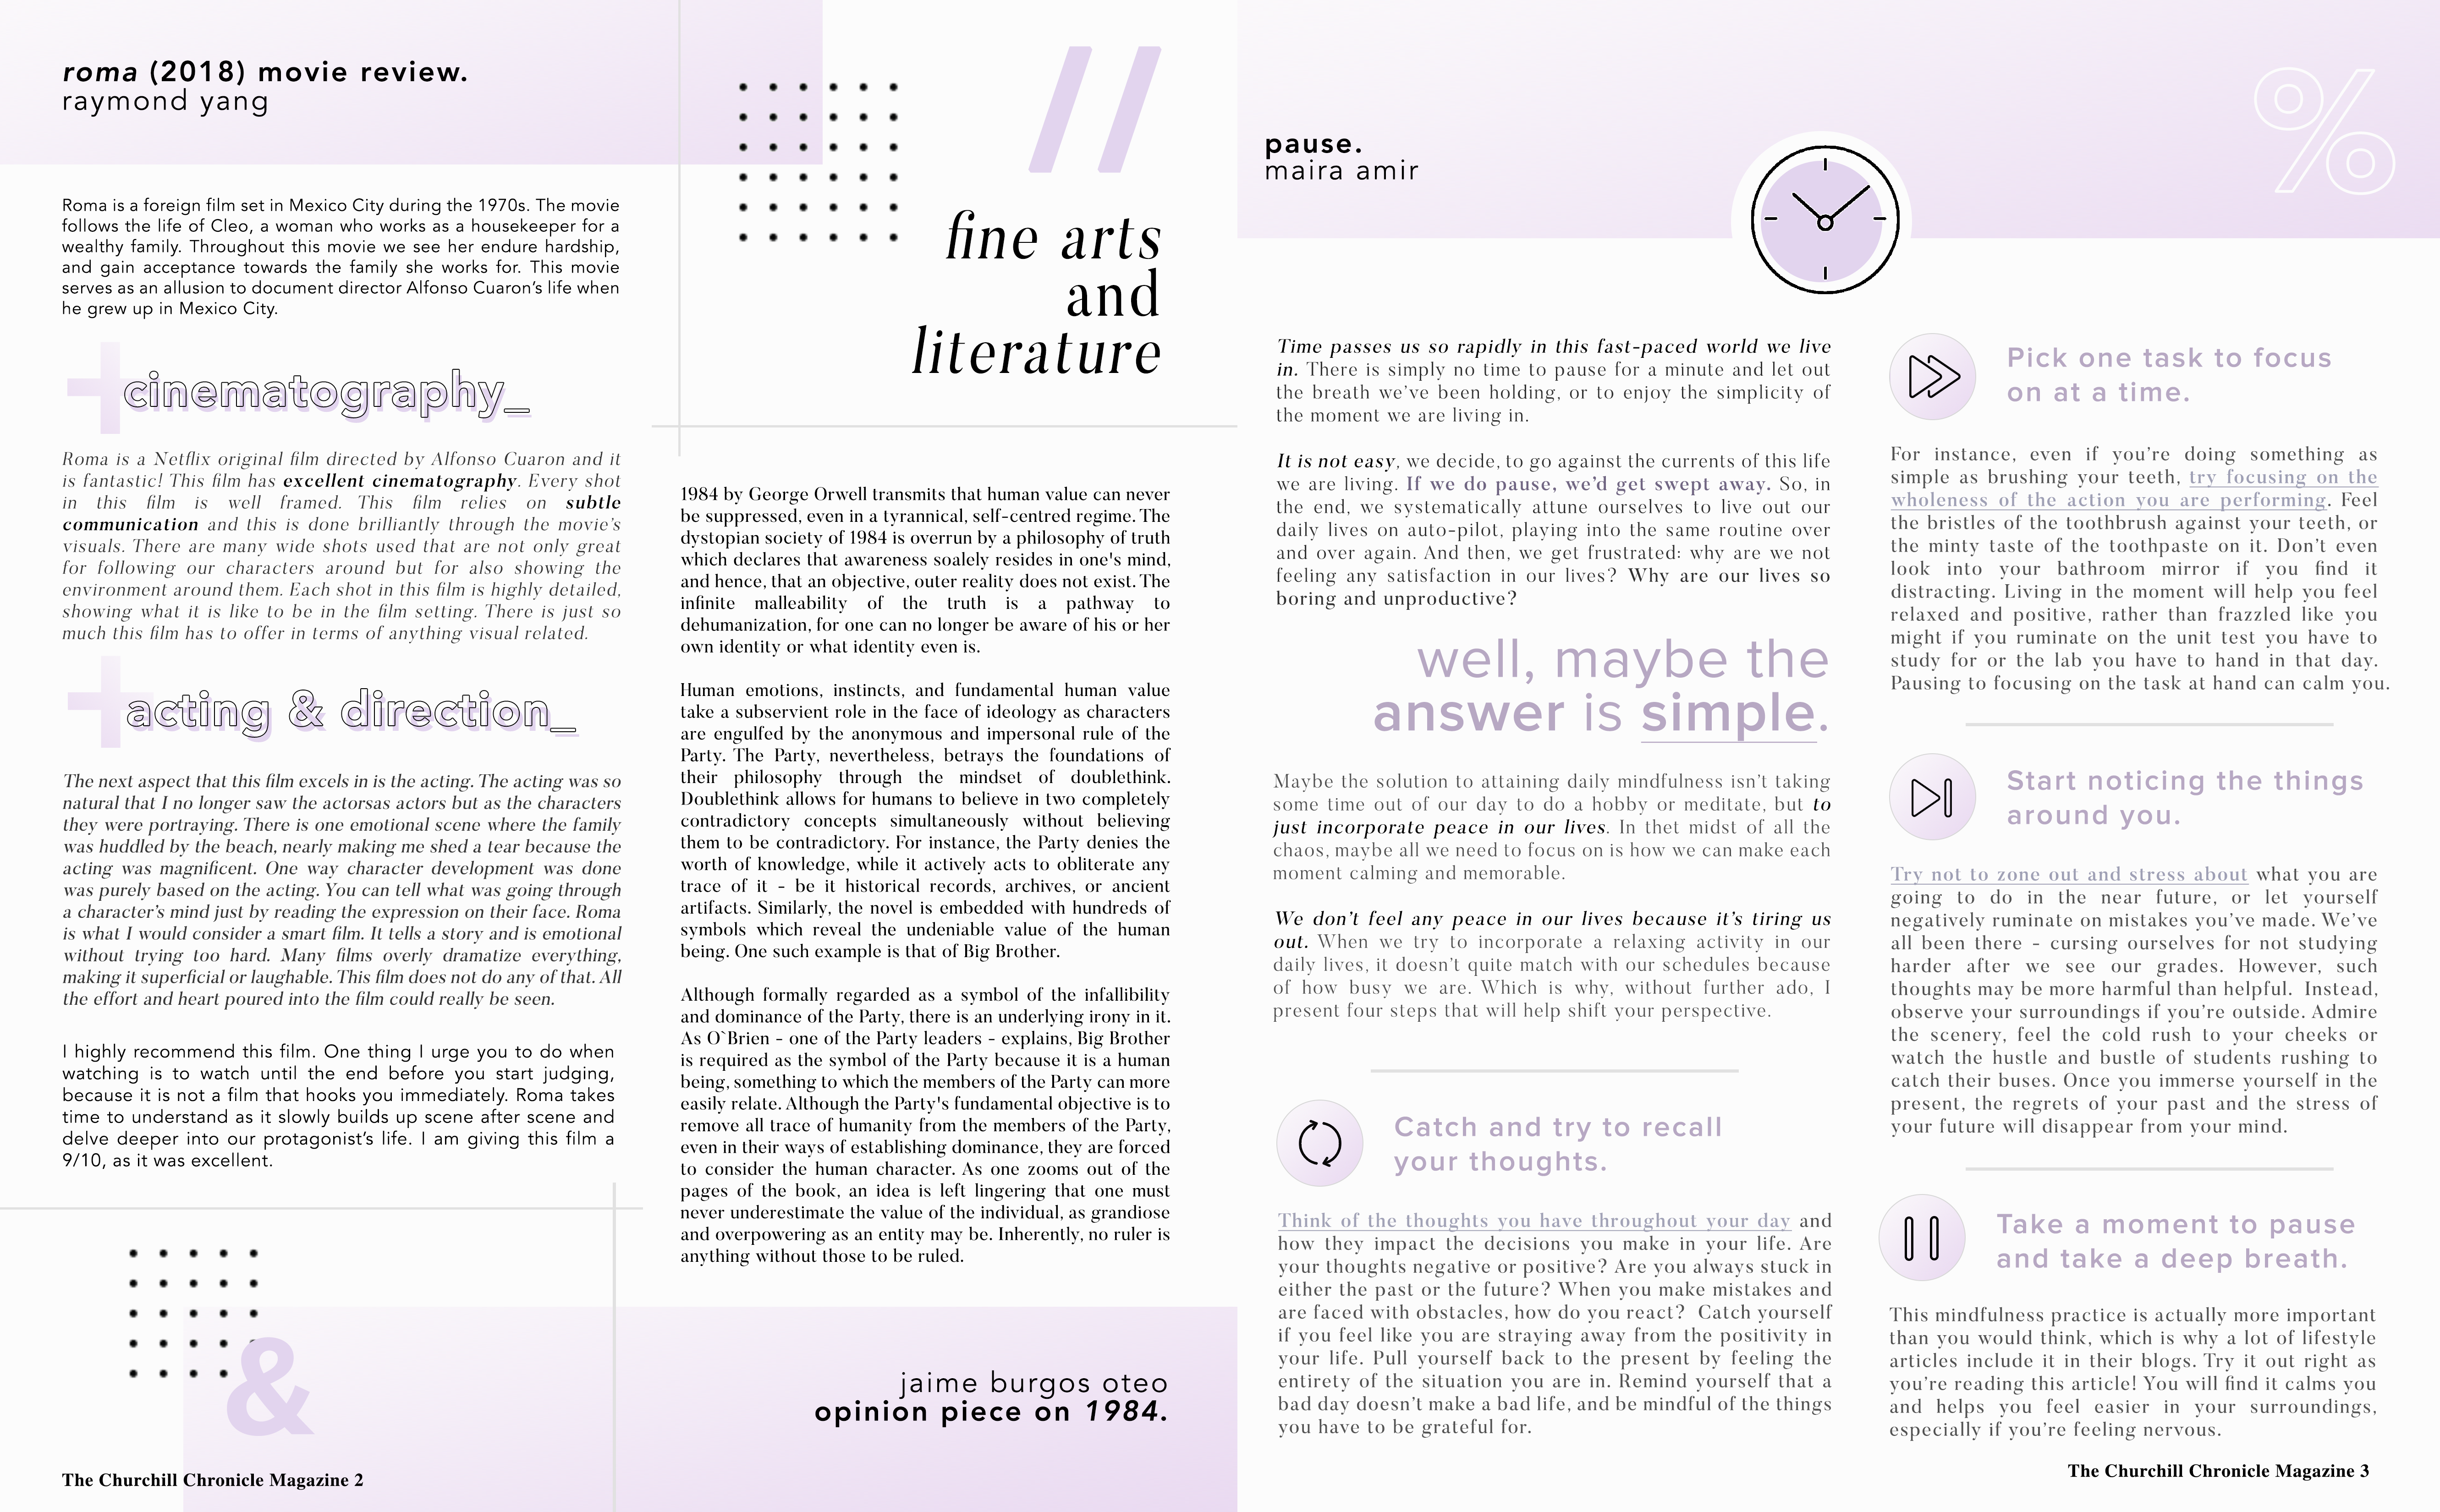 roma (2018) movie review.
raymond yang
Roma is a foreign film set in Mexico City during the 1970s. The movie
follows the life of Cleo, a woman who works as a housekeeper for a
wealthy family. Throughout this movie we see her endure hardship,
and gain acceptance towards the family she works for. This movie
serves as an allusion to document director Alfonso Cuaron's life when
he grew up in Mexico City.
+
cinematography_
Roma is a Netflix original film directed by Alfonso Cuaron and it
is fantastic! This film has excellent cinematography. Every shot
in this film is well framed. This film relies on subtle
communication and this is done brilliantly through the movie's
visuals. There are many wide shots used that are not only great
for following our characters around but for also showing the
environment around them. Each shot in this film is highly detailed,
showing what it is like to be in the film setting. There is just so
much this film has to offer in terms of anything visual related.
+
acting & direction_
The next aspect that this film excels in is the acting. The acting was so
natural that I no longer saw the actorsas actors but as the characters
they were portraying. There is one emotional scene where the family
was huddled by the beach, nearly making me shed a tear because the
acting was magnificent. One way character development was done
was purely based on the acting. You can tell what was going through
a character's mind just by reading the expression on their face. Roma
is what I would consider a smart film. It tells a story and is emotional
without trying too hard. Many films overly dramatize everything,
making it superficial or laughable. This film does not do any of that. All
the effort and heart poured into the film could really be seen.
I highly recommend this film. One thing I urge you to do when
watching is to watch until the end before you start judging,
because it is not a film that hooks you immediately. Roma takes
time to understand as it slowly builds up scene after scene and
delve deeper into our protagonist's life. I am giving this film a
9/10, as it was excellent.
&
The Churchill Chronicle Magazine 2
//
fine arts
and
literature
1984 by George Orwell transmits that human value can never
be suppressed, even in a tyrannical, self-centred regime. The
dystopian society of 1984 is overrun by a philosophy of truth
which declares that awareness soalely resides in one's mind,
and hence, that an objective, outer reality does not exist. The
infinite malleability of the truth is a pathway to
dehumanization, for one can no longer be aware of his or her
own identity or what identity even is.
Human emotions, instincts, and fundamental human value
take a subservient role in the face of ideology as characters
are engulfed by the anonymous and impersonal rule of the
Party. The Party, nevertheless, betrays the foundations of
their philosophy through the mindset of doublethink.
Doublethink allows for humans to believe in two completely
contradictory concepts simultaneously without believing
them to be contradictory. For instance, the Party denies the
worth of knowledge, while it actively acts to obliterate any
trace of it - be it historical records, archives, or ancient
artifacts. Similarly, the novel is embedded with hundreds of
symbols which reveal the undeniable value of the human
being. One such example is that of Big Brother.
Although formally regarded as a symbol of the infallibility
and dominance of the Party, there is an underlying irony in it.
As O`Brien - one of the Party leaders - explains, Big Brother
is required as the symbol of the Party because it is a human
being, something to which the members of the Party can more
easily relate. Although the Party's fundamental objective is to
remove all trace of humanity from the members of the Party,
even in their ways of establishing dominance, they are forced
to consider the human character. As one zooms out of the
pages of the book, an idea is left lingering that one must
never underestimate the value of the individual, as grandiose
and overpowering as an entity may be. Inherently, no ruler is
anything without those to be ruled.
jaime burgos oteo
opinion piece on 1984.
pause.
maira amir
%
Time passes us so rapidly in this fast-paced world we live
in. There is simply no time to pause for a minute and let out
the breath we've been holding, or to enjoy the simplicity of
the moment we are living in.
It is not easy, we decide, to go against the currents of this life
we are living. If we do pause, we'd get swept away. So, in
the end, we systematically attune ourselves to live out our
daily lives on auto-pilot, playing into the same routine over
and over again. And then, we get frustrated: why are we not
feeling any satisfaction in our lives? Why are our lives so
boring and unproductive?
well, maybe the
answer is simple.
Maybe the solution to attaining daily mindfulness isn't taking
some time out of our day to do a hobby or meditate, but to
just incorporate peace in our lives. In thet midst of all the
chaos, maybe all we need to focus on is how we can make each
moment calming and memorable.
We don't feel any peace in our lives because it's tiring us
out. When we try to incorporate a relaxing activity in our
daily lives, it doesn't quite match with our schedules because
of how busy we are. Which is why, without further ado, I
present four steps that will help shift your perspective.
Catch and try to recall
your thoughts.
Think of the thoughts you have throughout your day and
how they impact the decisions you make in your life. Are
your thoughts negative or positive? Are you always stuck in
either the past or the future? When you make mistakes and
are faced with obstacles, how do you react? Catch yourself
if you feel like you are straying away from the positivity in
your life. Pull yourself back to the present by feeling the
entirety of the situation you are in. Remind yourself that a
bad day doesn't make a bad life, and be mindful of the things
you have to be grateful for.
Pick one task to focus
on at a time.
For instance, even if you're doing something as
simple as brushing your teeth, try focusing on the
wholeness of the action you are performing. Feel
the bristles of the toothbrush against your teeth, or
the minty taste of the toothpaste on it. Don't even
look into your bathroom mirror if you find it
distracting. Living in the moment will help you feel
relaxed and positive, rather than frazzled like you
might if you ruminate on the unit test you have to
study for or the lab you have to hand in that day.
Pausing to focusing on the task at hand can calm you.
Start noticing the things
around you.
Try not to zone out and stress about what you are
going to do in the near future, or let yourself
negatively ruminate on mistakes you've made. We've
all been there - cursing ourselves for not studying
harder after we see our grades. However, such
thoughts may be more harmful than helpful. Instead,
observe your surroundings if you're outside. Admire
the scenery, feel the cold rush to your cheeks or
watch the hustle and bustle of students rushing to
catch their buses. Once you immerse yourself in the
present, the regrets of your past and the stress of
your future will disappear from your mind.
Take a moment to pause
and take a deep breath.
This mindfulness practice is actually more important
than you would think, which is why a lot of lifestyle
articles include it in their blogs. Try it out right as
you're reading this article! You will find it calms you
and helps you feel easier in your surroundings,
especially if you're feeling nervous.
The Churchill Chronicle Magazine 3